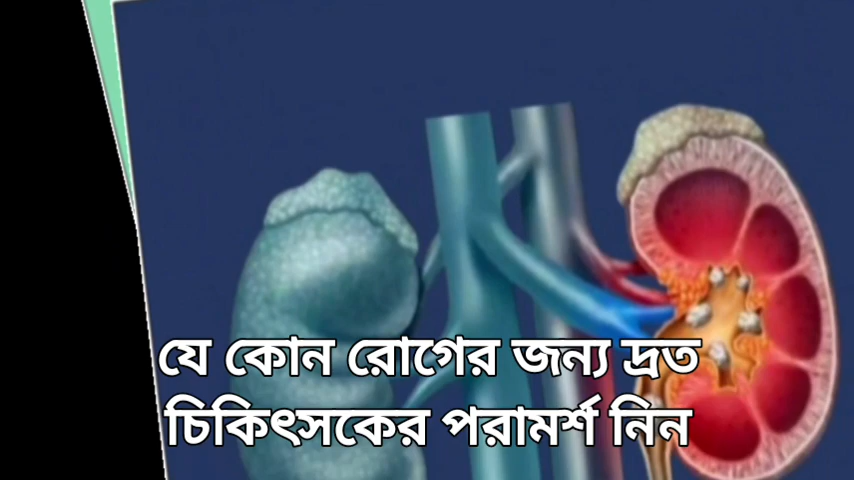 যে কোন রোগের জন্য দ্রত
চিকিৎসকের পরামর্শ নিন